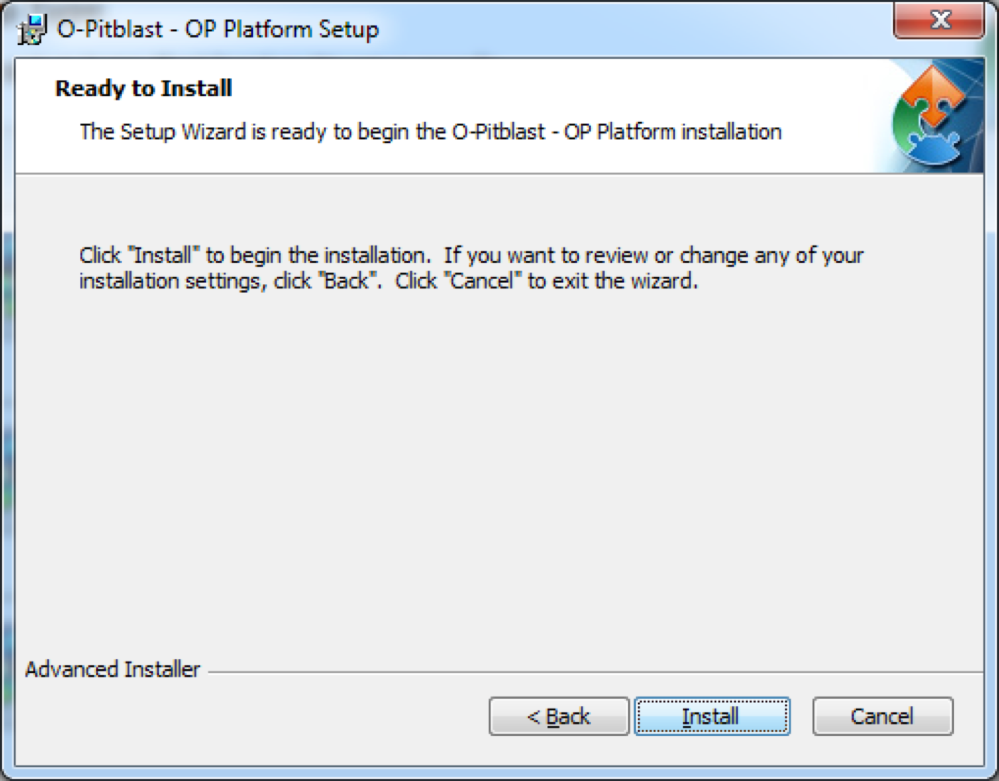 O-Pitblast - OP Platform Setup
Ready to Install
The Setup Wizard is ready to begin the O-Pitblast - OP Platform installation
Click "Install" to begin the installation.  If you want to review or change any of your
installation settings, click "Back".  Click "Cancel" to exit the wizard.
Advanced Installer
< Back
Install
Cancel